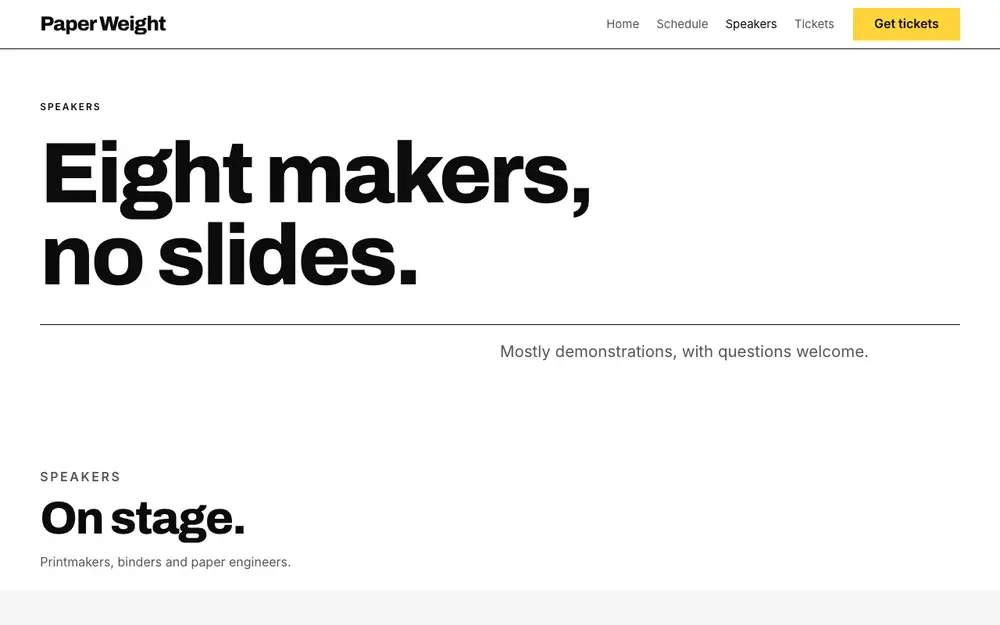 Paper Weight
Home Schedule Speakers Tickets Get tickets
SPEAKERS
Eight makers,
no slides.
Mostly demonstrations, with questions welcome.
SPEAKERS
On stage.
Printmakers, binders and paper engineers.